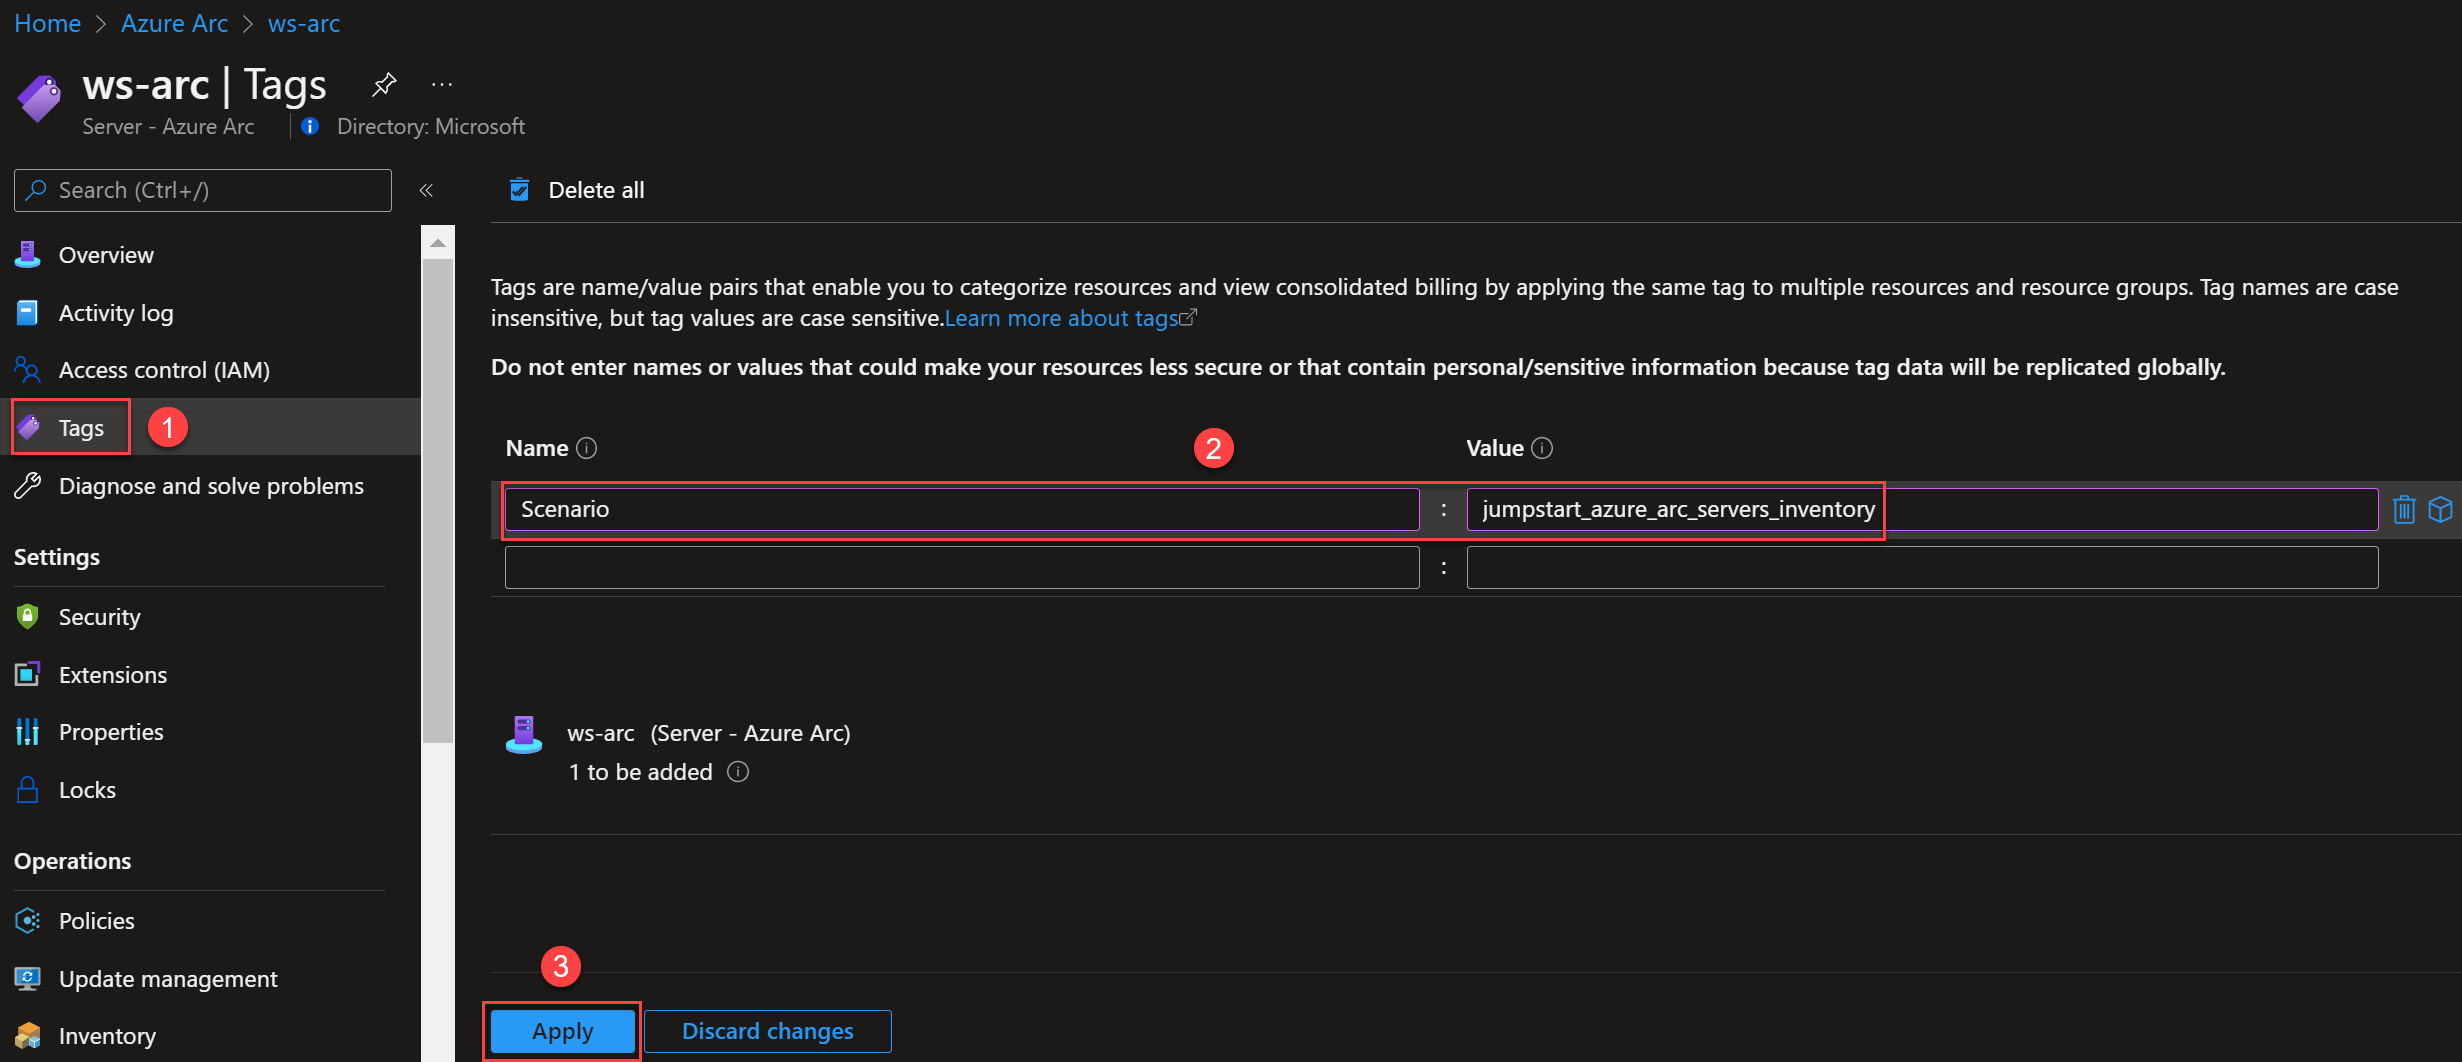 Home > Azure Arc > ws-arc
ws-arc | Tags ...
Server - Azure Arc | Directory: Microsoft
Search (Ctrl+/) «
Delete all
Overview
Activity log
Access control (IAM)
Tags 1
Diagnose and solve problems
Settings
Security
Extensions
Properties
Locks
Operations
Policies
Update management
Inventory
Tags are name/value pairs that enable you to categorize resources and view consolidated billing by applying the same tag to multiple resources and resource groups. Tag names are case
insensitive, but tag values are case sensitive.Learn more about tags
Do not enter names or values that could make your resources less secure or that contain personal/sensitive information because tag data will be replicated globally.
Name 2 Value
Scenario : jumpstart_azure_arc_servers_inventory
:
ws-arc (Server - Azure Arc)
1 to be added
3
Apply Discard changes